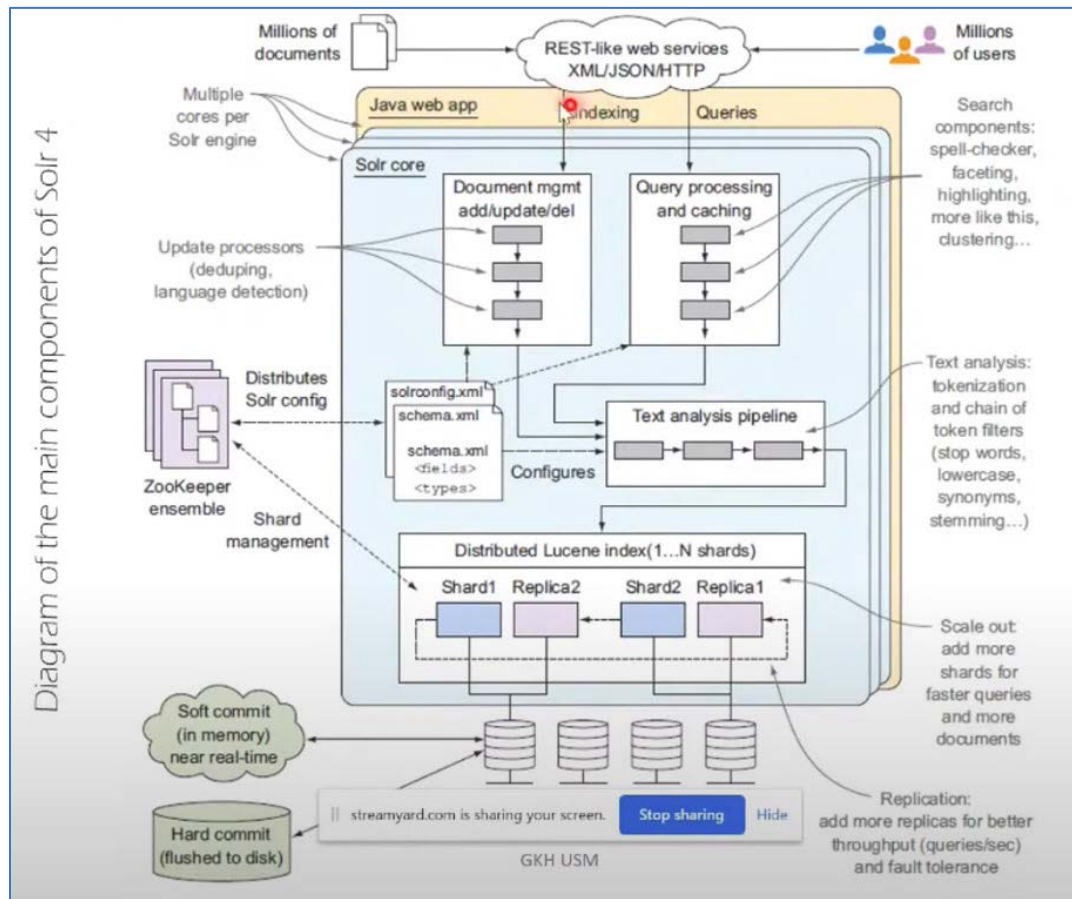 Diagram of the main components of Solr 4
Millions of
documents
REST-like web services
XML/JSON/HTTP
Millions
of users
Multiple
cores per
Solr engine
Java web app
Indexing
Queries
Solr core
Document mgmt
add/update/del
Query processing
and caching
Search
components:
spell-checker,
faceting,
highlighting,
more like this,
clustering...
Update processors
(deduping,
language detection)
Distributes
Solr config
solrconfig.xml
schema.xml
schema.xml
<fields>
<types>
Configures
Text analysis pipeline
Text analysis:
tokenization
and chain of
token filters
(stop words,
lowercase,
synonyms,
stemming...)
ZooKeeper
ensemble
Shard
management
Distributed Lucene index(1...N shards)
Shard1
Replica2
Shard2
Replica1
Scale out:
add more
shards for
faster queries
and more
documents
Soft commit
(in memory)
near real-time
Hard commit
(flushed to disk)
streamyard.com is sharing your screen.
Stop sharing
Hide
GKH USM
Replication:
add more replicas for better
throughput (queries/sec)
and fault tolerance